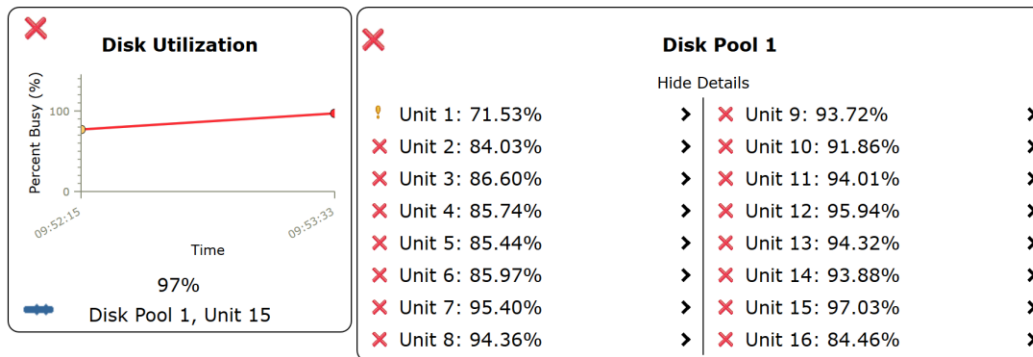 Disk Utilization
Percent Busy (%)
100
0
09:52:15
09:53:33
Time
97%
Disk Pool 1, Unit 15
Disk Pool 1
Hide Details
Unit 1: 71.53%
Unit 2: 84.03%
Unit 3: 86.60%
Unit 4: 85.74%
Unit 5: 85.44%
Unit 6: 85.97%
Unit 7: 95.40%
Unit 8: 94.36%
Unit 9: 93.72%
Unit 10: 91.86%
Unit 11: 94.01%
Unit 12: 95.94%
Unit 13: 94.32%
Unit 14: 93.88%
Unit 15: 97.03%
Unit 16: 84.46%